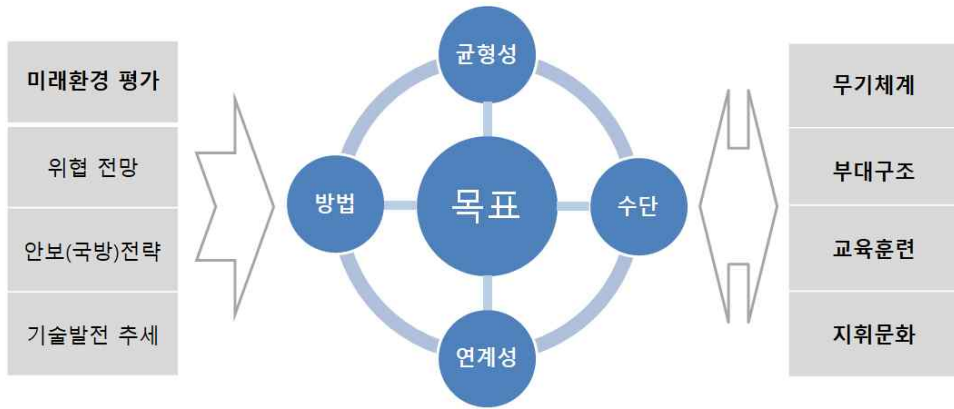 미래환경 평가
위협 전망
안보(국방)전략
기술발전 추세
균형성
방법
목표
수단
연계성
무기체계
부대구조
교육훈련
지휘문화